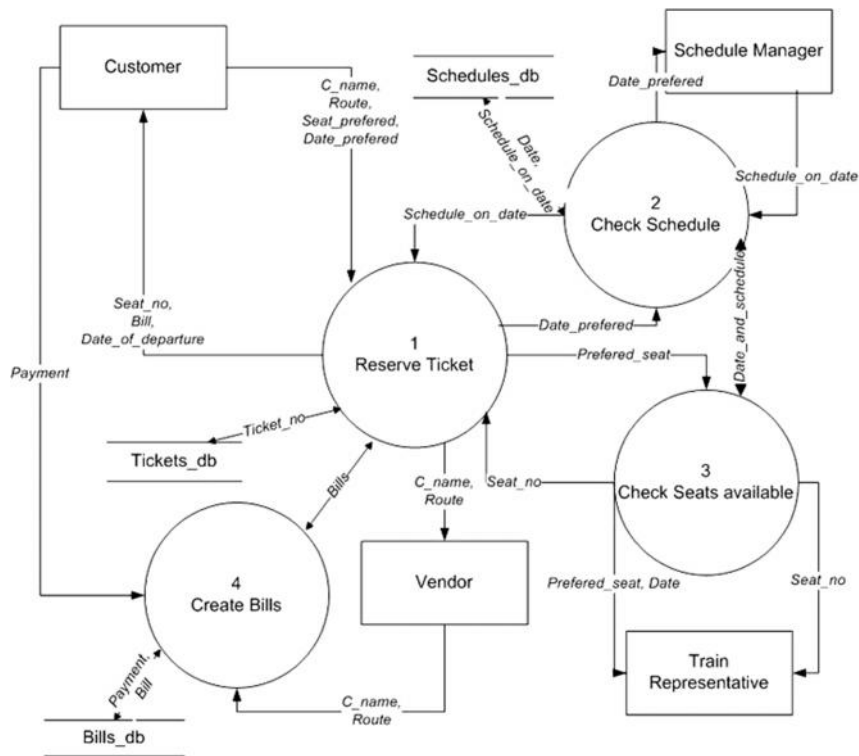 Customer
C_name,
Route,
Seat_prefered,
Date_prefered
Schedules_db
Date_prefered
Schedule Manager
Date,
Schedule_on_date
Schedule_on_date
2
Check Schedule
Schedule_on_date
Seat_no,
Bill,
Date_of_departure
1
Reserve Ticket
Date_prefered
Prefered_seat
Date_and_schedule
Payment
Ticket_no
Tickets_db
Bills
C_name,
Route
Seat_no
3
Check Seats available
4
Create Bills
Vendor
Prefered_seat, Date
Seat_no
Payment,
Bill
C_name,
Route
Train
Representative
Bills_db